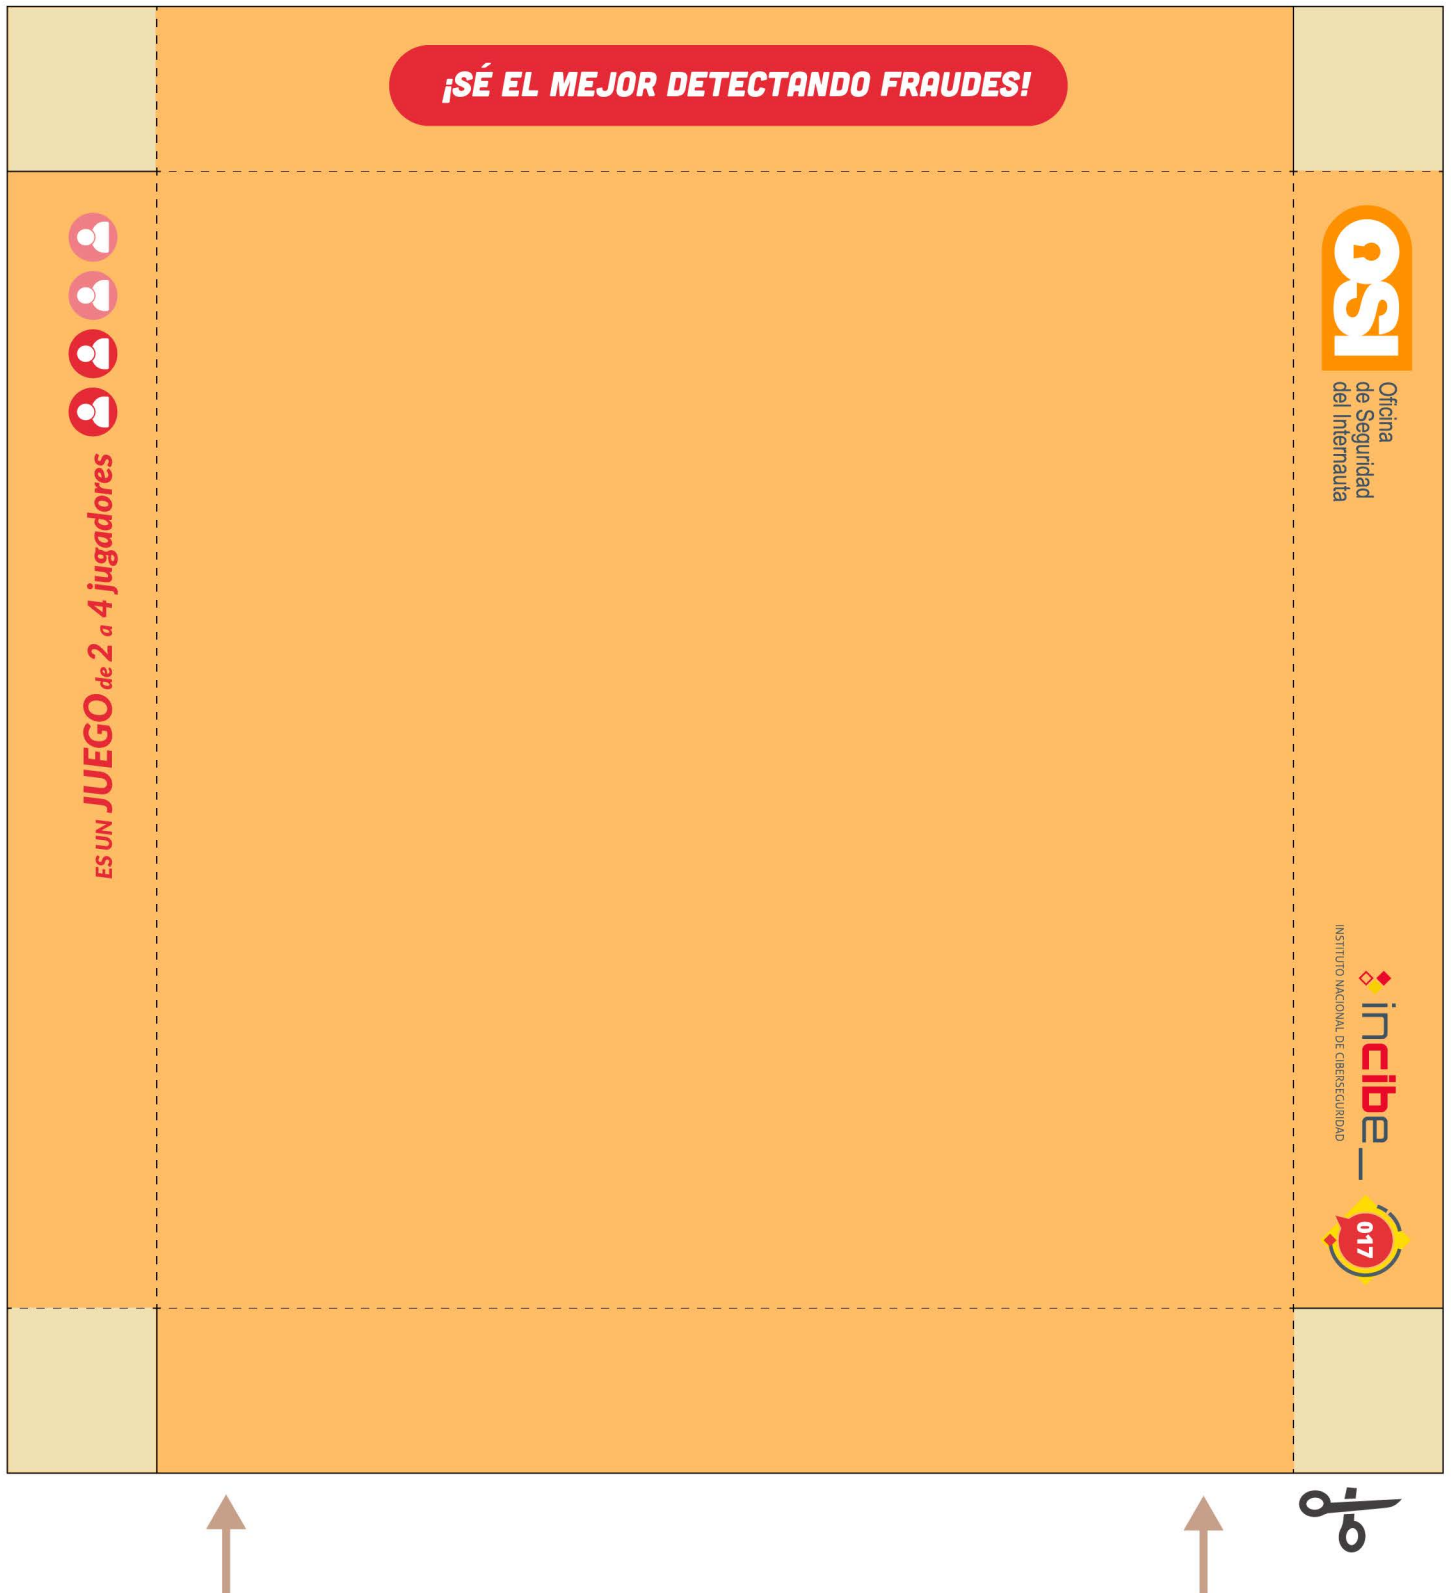 ¡SÉ EL MEJOR DETECTANDO FRAUDES!
ES UN JUEGO de 2 a 4 jugadores
OSI
Oficina
de Seguridad
del Internauta
incibe_
INSTITUTO NACIONAL DE CIBERSEGURIDAD
017